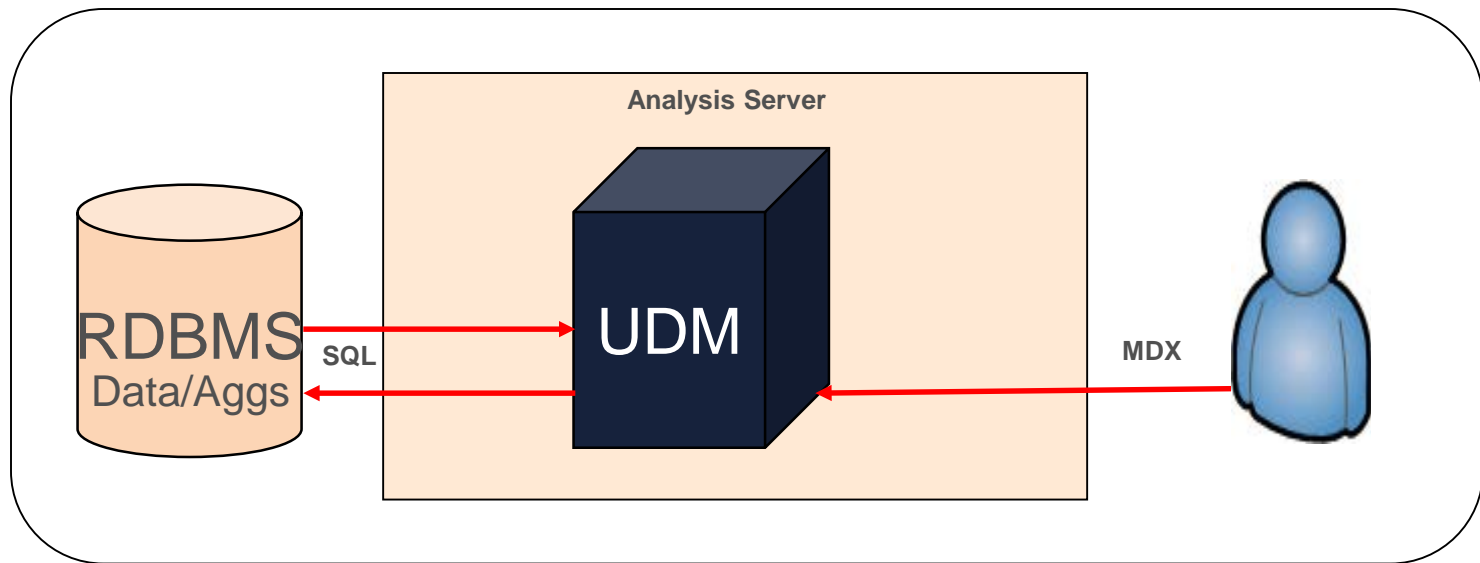 Analysis Server
RDBMS
Data/Aggs
SQL
UDM
MDX